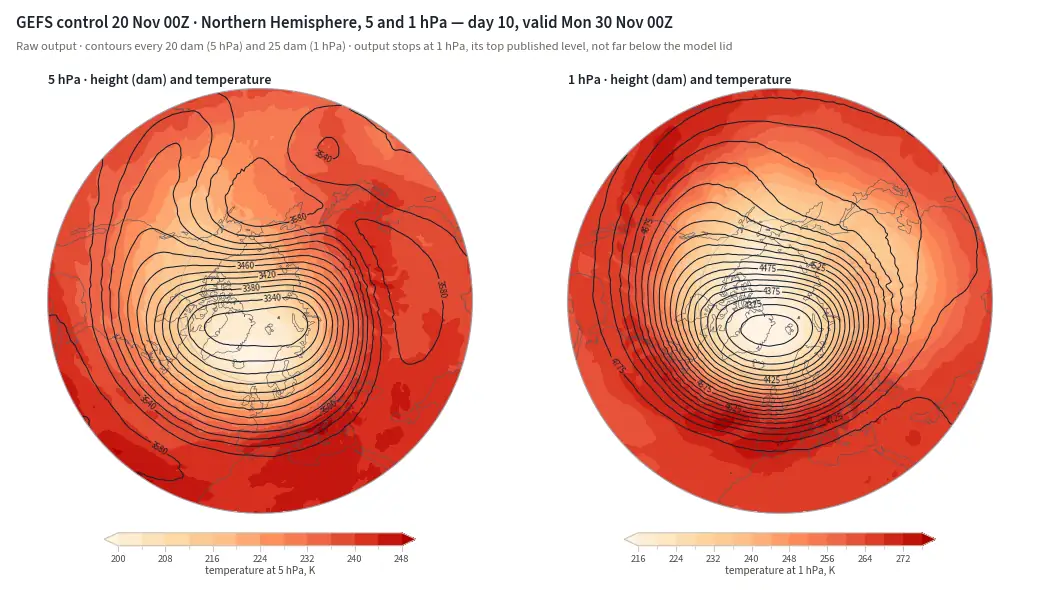 GEFS control 20 Nov 00Z · Northern Hemisphere, 5 and 1 hPa — day 10, valid Mon 30 Nov 00Z
Raw output · contours every 20 dam (5 hPa) and 25 dam (1 hPa) · output stops at 1 hPa, its top published level, not far below the model lid
5 hPa · height (dam) and temperature
3540
3580
3460
3420
3380
3340
3580
3540
3580
200 208 216 224 232 240 248
temperature at 5 hPa, K
1 hPa · height (dam) and temperature
4475
4525
4375
4425
216 224 232 240 248 256 264 272
temperature at 1 hPa, K